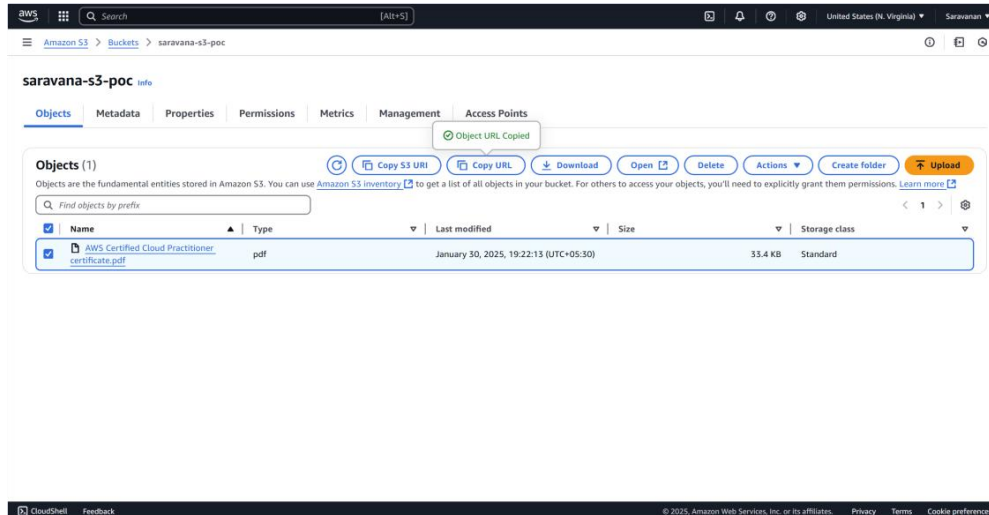 aws Search [Alt+S] United States (N. Virginia) ▼ Saravanan ▼
Amazon S3 > Buckets > saravana-s3-poc
saravana-s3-poc Info
Objects Metadata Properties Permissions Metrics Management Access Points
Object URL Copied
Objects (1) Copy S3 URI Copy URL Download Open Delete Actions ▼ Create folder Upload
Objects are the fundamental entities stored in Amazon S3. You can use Amazon S3 inventory to get a list of all objects in your bucket. For others to access your objects, you'll need to explicitly grant them permissions. Learn more
Find objects by prefix < 1 >
Name ▲ Type Last modified Size Storage class
AWS Certified Cloud Practitioner
certificate.pdf
pdf January 30, 2025, 19:22:13 (UTC+05:30) 33.4 KB Standard
CloudShell Feedback © 2025, Amazon Web Services, Inc. or its affiliates. Privacy Terms Cookie preference